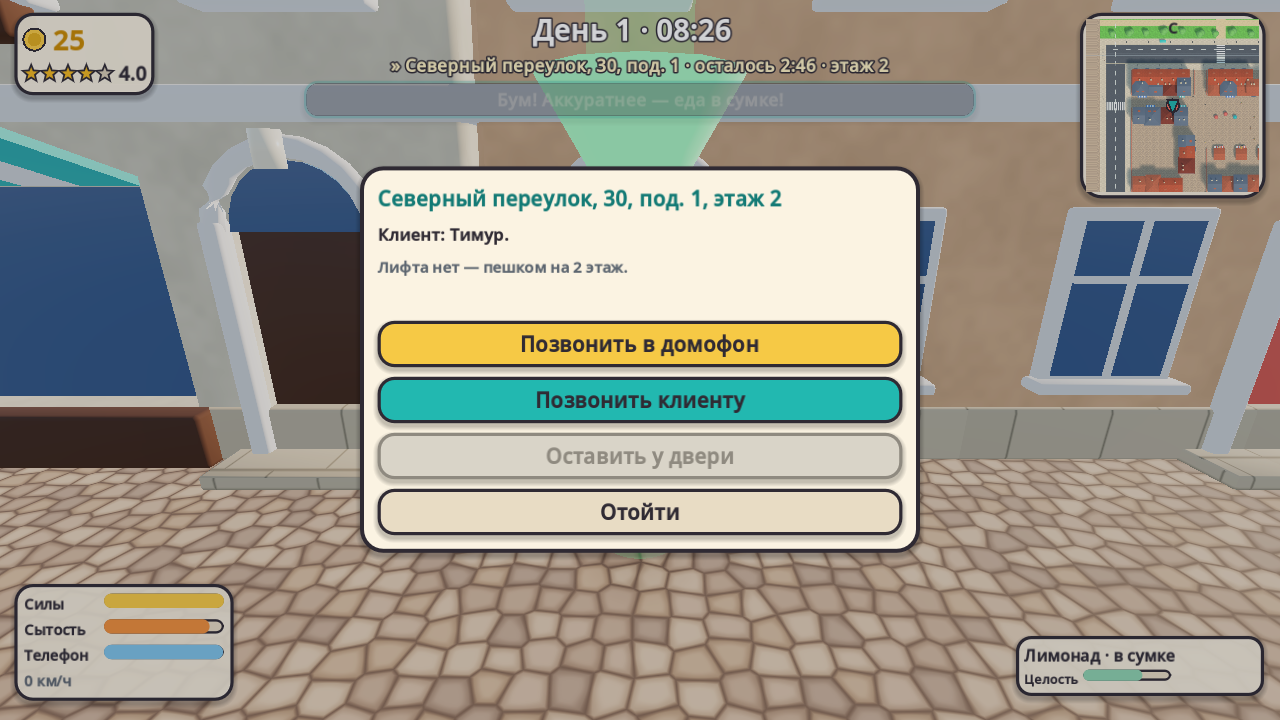 25
4.0
День 1 · 08:26
» Северный переулок, 30, под. 1 · осталось 2:46 · этаж 2
Бум! Аккуратнее — еда в сумке!
С
Северный переулок, 30, под. 1, этаж 2
Клиент: Тимур.
Лифта нет — пешком на 2 этаж.
Позвонить в домофон
Позвонить клиенту
Оставить у двери
Отойти
Силы
Сытость
Телефон
0 км/ч
Лимонад · в сумке
Целость